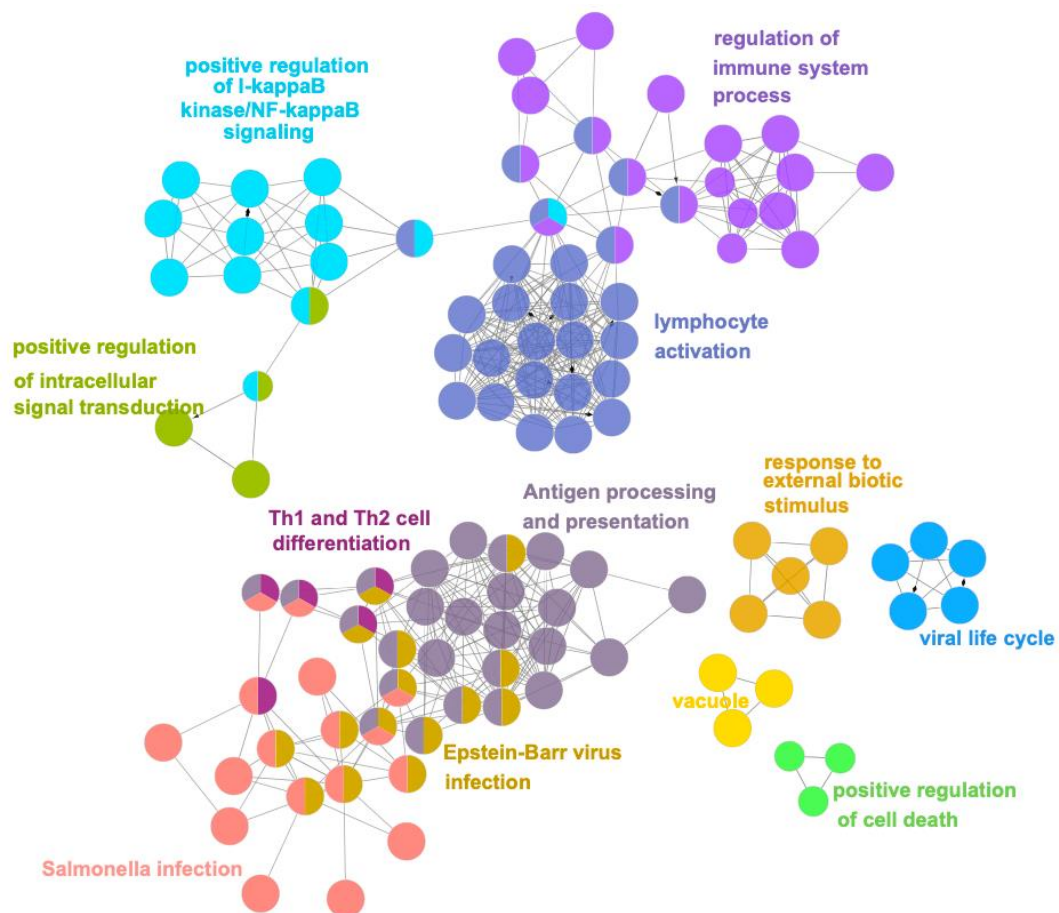 positive regulation
of I-kappaB
kinase/NF-kappaB
signaling
regulation of
immune system
process
lymphocyte
activation
positive regulation
of intracellular
signal transduction
Th1 and Th2 cell
differentiation
Antigen processing
and presentation
response to
external biotic
stimulus
viral life cycle
vacuole
Epstein-Barr virus
infection
positive regulation
of cell death
Salmonella infection